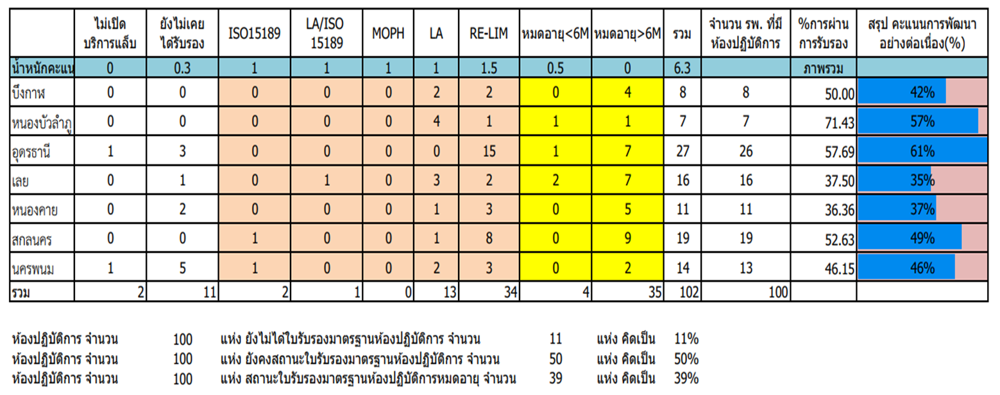 ไม่เปิด บริการแล็บ | ยังไม่เคย ได้รับรอง | ISO15189 | LA/ISO 15189 | MOPH | LA | RE-LIM | หมดอายุ<6M | หมดอายุ>6M | รวม | จำนวน รพ. ที่มี ห้องปฏิบัติการ | %การผ่าน การรับรอง | สรุป คะแนนการพัฒนา อย่างต่อเนื่อง(%)
น้ำหนักคะแน | 0 | 0.3 | 1 | 1 | 1 | 1 | 1.5 | 0.5 | 0 | 6.3 | | ภาพรวม |
บึงกาฬ | 0 | 0 | 0 | 0 | 0 | 2 | 2 | 0 | 4 | 8 | 8 | 50.00 | 42%
หนองบัวลำภู | 0 | 0 | 0 | 0 | 0 | 4 | 1 | 1 | 1 | 7 | 7 | 71.43 | 57%
อุดรธานี | 1 | 3 | 0 | 0 | 0 | 0 | 15 | 1 | 7 | 27 | 26 | 57.69 | 61%
เลย | 0 | 1 | 0 | 1 | 0 | 3 | 2 | 2 | 7 | 16 | 16 | 37.50 | 35%
หนองคาย | 0 | 2 | 0 | 0 | 0 | 1 | 3 | 0 | 5 | 11 | 11 | 36.36 | 37%
สกลนคร | 0 | 0 | 1 | 0 | 0 | 1 | 8 | 0 | 9 | 19 | 19 | 52.63 | 49%
นครพนม | 1 | 5 | 1 | 0 | 0 | 2 | 3 | 0 | 2 | 14 | 13 | 46.15 | 46%
รวม | 2 | 11 | 2 | 1 | 0 | 13 | 34 | 4 | 35 | 102 | 100 | |
ห้องปฏิบัติการ จำนวน 100 แห่ง ยังไม่ได้ใบรับรองมาตรฐานห้องปฏิบัติการ จำนวน 11 แห่ง คิดเป็น 11%
ห้องปฏิบัติการ จำนวน 100 แห่ง ยังคงสถานะใบรับรองมาตรฐานห้องปฏิบัติการ จำนวน 50 แห่ง คิดเป็น 50%
ห้องปฏิบัติการ จำนวน 100 แห่ง สถานะใบรับรองมาตรฐานห้องปฏิบัติการหมดอายุ จำนวน 39 แห่ง คิดเป็น 39%